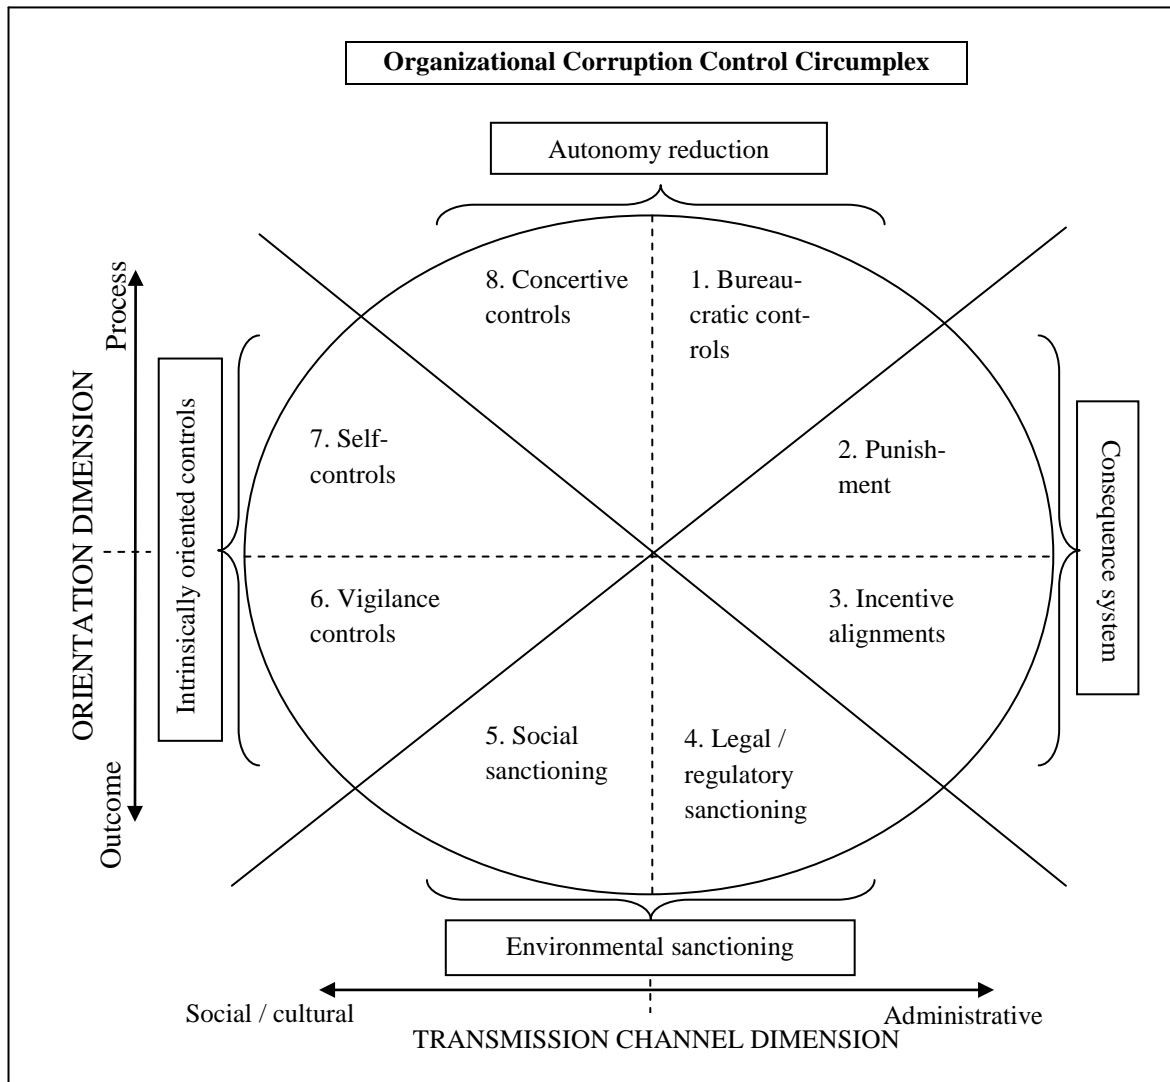 Organizational Corruption Control Circumplex
Autonomy reduction
8. Concertive
controls
1. Bureau-
cratic cont-
rols
Process
ORIENTATION DIMENSION
Outcome
Intrinsically oriented controls
7. Self-
controls
2. Punish-
ment
Consequence system
6. Vigilance
controls
3. Incentive
alignments
5. Social
sanctioning
4. Legal /
regulatory
sanctioning
Environmental sanctioning
Social / cultural
Administrative
TRANSMISSION CHANNEL DIMENSION